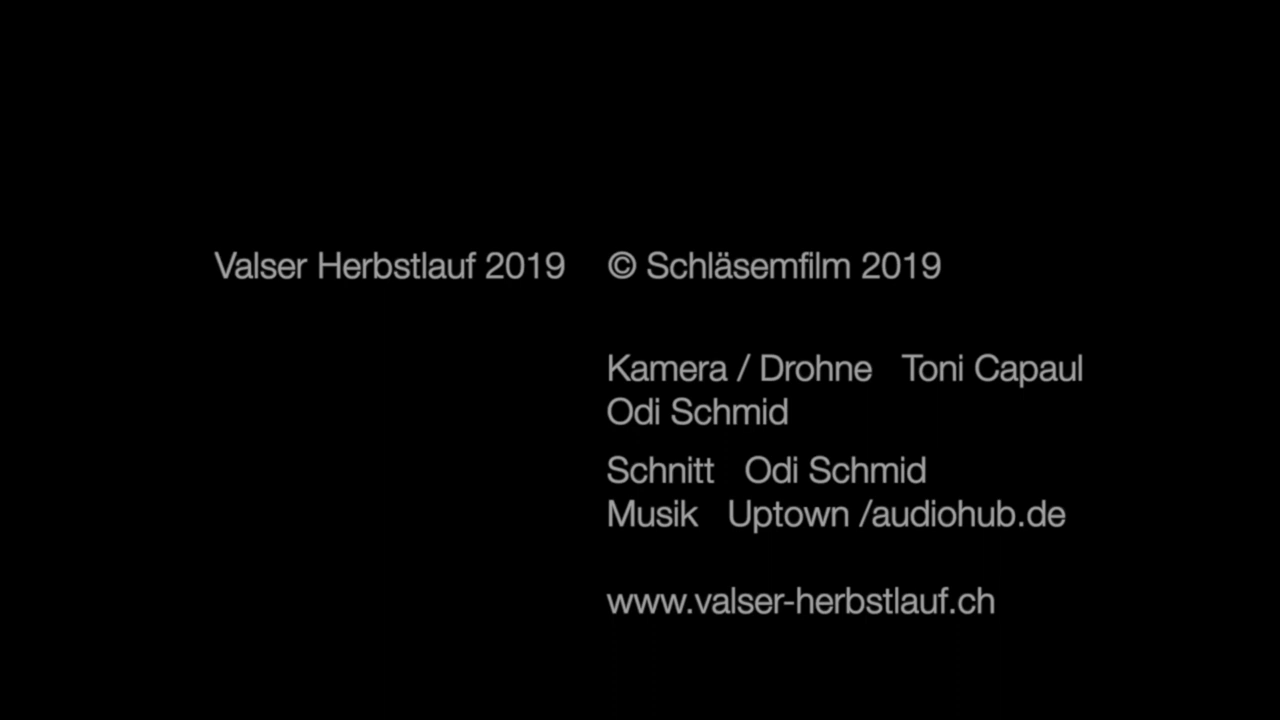 Valser Herbstlauf 2019 © Schläsemfilm 2019
Kamera / Drohne Toni Capaul
Odi Schmid
Schnitt Odi Schmid
Musik Uptown /audiohub.de
www.valser-herbstlauf.ch